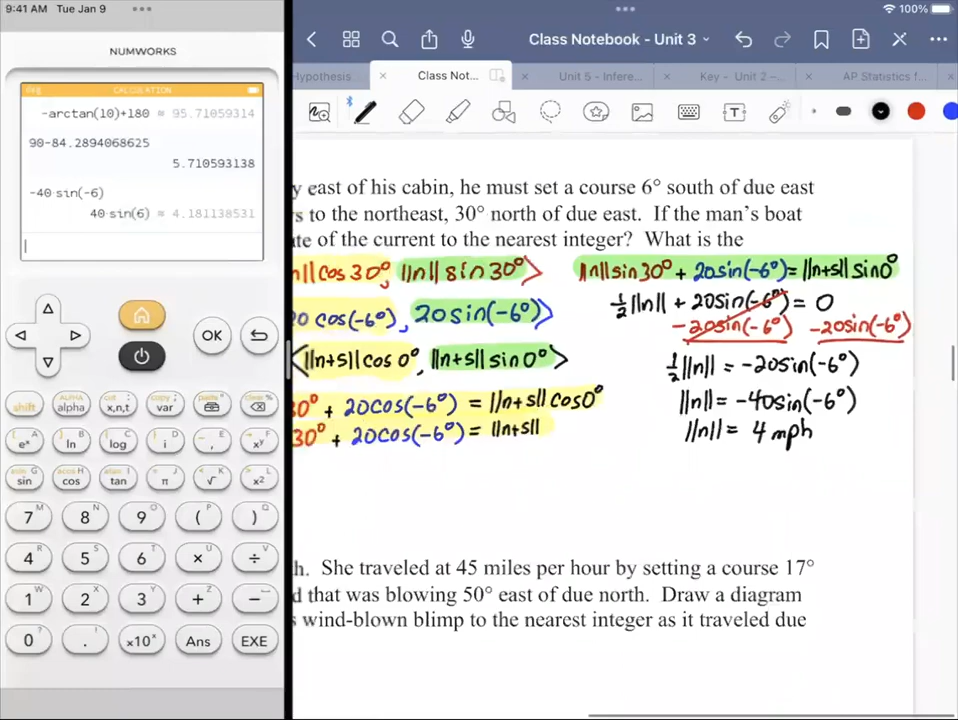 9:41 AM Tue Jan 9
100%
NUMWORKS
CALCULATION
-arctan(10)+180 ≈ 95.71059314
90-84.2894068625
5.710593138
-40·sin(-6)
40·sin(6) ≈ 4.181138531
OK
shift
alpha
x,n,t
var
eˣ ln log i , xʸ
sin cos tan π √ x²
7 8 9 ( )
4 5 6 × ÷
1 2 3 + −
0 . ×10ˣ Ans EXE
Class Notebook - Unit 3
Hypothesis
Class Not...
Unit 5 - Infere...
Key - Unit 2 -...
AP Statistics f...
east of his cabin, he must set a course 6° south of due east
to the northeast, 30° north of due east. If the man's boat
of the current to the nearest integer? What is the
||n|| cos 30°, ||n|| sin 30°>
cos(-6°), 20 sin(-6°)>
<||n+s|| cos 0°, ||n+s|| sin 0°>
30° + 20cos(-6°) = ||n+s|| cos0°
30° + 20cos(-6°) = ||n+s||
||n||sin30° + 20sin(-6°) = ||n+s|| sin0°
½||n|| + 20sin(-6°) = 0
-20sin(-6°) -20sin(-6°)
½||n|| = -20sin(-6°)
||n|| = -40sin(-6°)
||n|| = 4 mph
She traveled at 45 miles per hour by setting a course 17°
that was blowing 50° east of due north. Draw a diagram
wind-blown blimp to the nearest integer as it traveled due